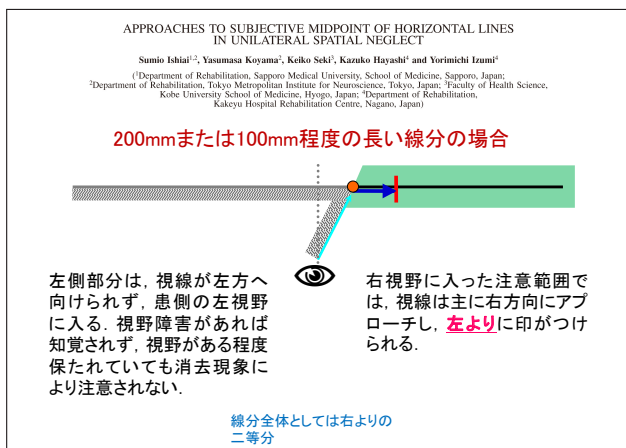 APPROACHES TO SUBJECTIVE MIDPOINT OF HORIZONTAL LINES
IN UNILATERAL SPATIAL NEGLECT
Sumio Ishiai1,2, Yasumasa Koyama2, Keiko Seki3, Kazuko Hayashi4 and Yorimichi Izumi4
(1Department of Rehabilitation, Sapporo Medical University, School of Medicine, Sapporo, Japan;
2Department of Rehabilitation, Tokyo Metropolitan Institute for Neuroscience, Tokyo, Japan; 3Faculty of Health Science,
Kobe University School of Medicine, Hyogo, Japan; 4Department of Rehabilitation,
Kakeyu Hospital Rehabilitation Centre, Nagano, Japan)
200mmまたは100mm程度の長い線分の場合
左側部分は，視線が左方へ
向けられず，患側の左視野
に入る．視野障害があれば
知覚されず，視野がある程度
保たれていても消去現象に
より注意されない．
右視野に入った注意範囲で
は，視線は主に右方向にアプ
ローチし，左よりに印がつけ
られる．
線分全体としては右よりの
二等分